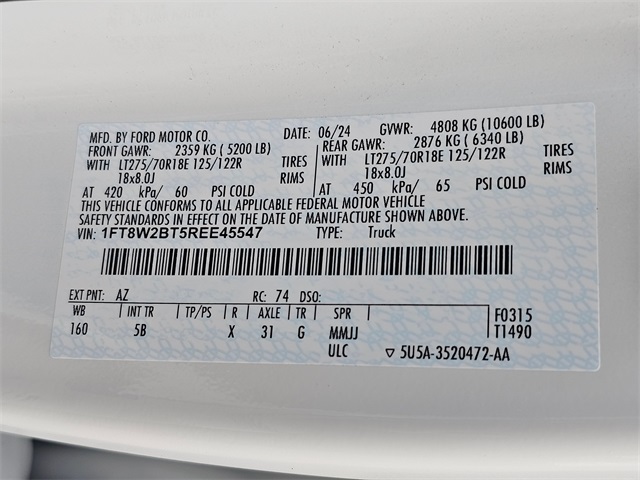 MFD. BY FORD MOTOR CO. DATE: 06/24 GVWR: 4808 KG (10600 LB)
FRONT GAWR: 2359 KG ( 5200 LB) REAR GAWR: 2876 KG ( 6340 LB)
WITH LT275/70R18E 125/122R TIRES WITH LT275/70R18E 125/122R TIRES
18x8.0J RIMS 18x8.0J RIMS
AT 420 kPa/ 60 PSI COLD AT 450 kPa/ 65 PSI COLD
THIS VEHICLE CONFORMS TO ALL APPLICABLE FEDERAL MOTOR VEHICLE
SAFETY STANDARDS IN EFFECT ON THE DATE OF MANUFACTURE SHOWN ABOVE.
VIN: 1FT8W2BT5REE45547 TYPE: Truck
EXT PNT: AZ RC: 74 DSO:
WB INT TR TP/PS R AXLE TR SPR F0315
160 5B X 31 G MMJJ T1490
ULC ▽ 5U5A-3520472-AA